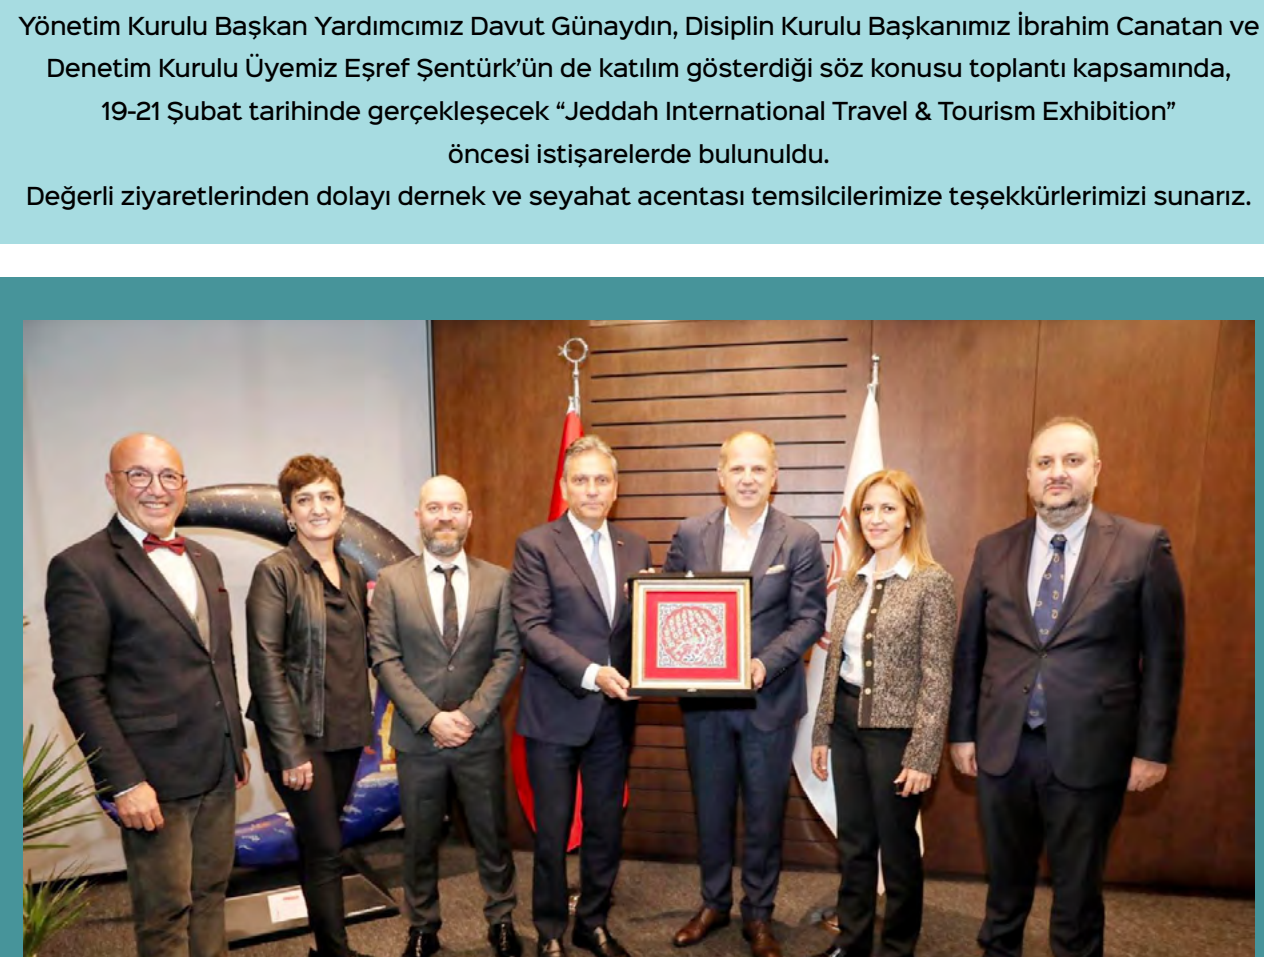 Yönetim Kurulu Başkan Yardımcımız Davut Günaydın, Disiplin Kurulu Başkanımız İbrahim Canatan ve
Denetim Kurulu Üyemiz Eşref Şentürk’ün de katılım gösterdiği söz konusu toplantı kapsamında,
19-21 Şubat tarihinde gerçekleşecek “Jeddah International Travel & Tourism Exhibition”
öncesi istişarelerde bulunuldu.
Değerli ziyaretlerinden dolayı dernek ve seyahat acentası temsilcilerimize teşekkürlerimizi sunarız.